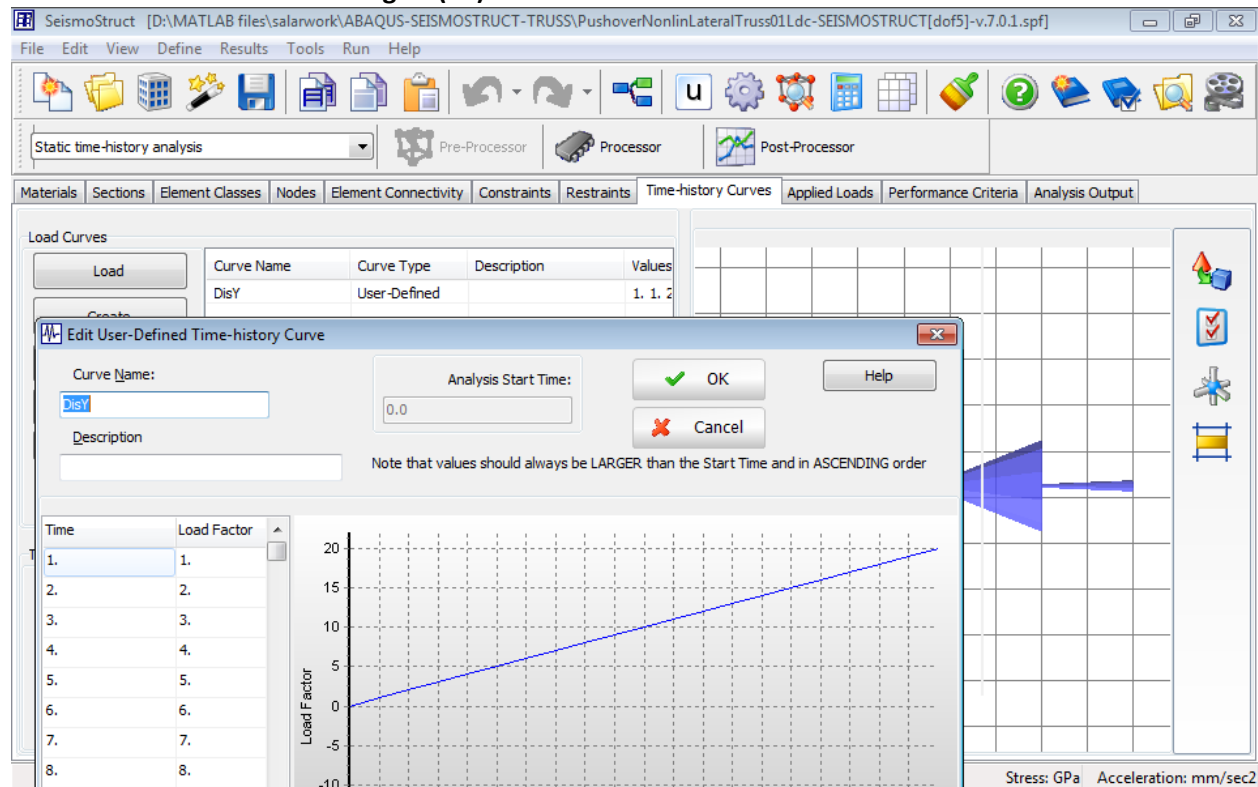 SeismoStruct [D:\MATLAB files\salarwork\ABAQUS-SEISMOSTRUCT-TRUSS\PushoverNonlinLateralTruss01Ldc-SEISMOSTRUCT[dof5]-v.7.0.1.spf]
File Edit View Define Results Tools Run Help
u
Static time-history analysis Pre-Processor Processor Post-Processor
Materials Sections Element Classes Nodes Element Connectivity Constraints Restraints Time-history Curves Applied Loads Performance Criteria Analysis Output
Load Curves
Load Curve Name Curve Type Description Values
DisY User-Defined 1. 1. 2
Create
Edit User-Defined Time-history Curve
Curve Name: Analysis Start Time: OK Help
DisY 0.0
Cancel
Description
Note that values should always be LARGER than the Start Time and in ASCENDING order
Time Load Factor
1. 1.
2. 2.
3. 3.
4. 4.
5. 5.
6. 6.
7. 7.
8. 8.
20
15
10
5
0
-5
-10
Load Factor
Stress: GPa Acceleration: mm/sec2